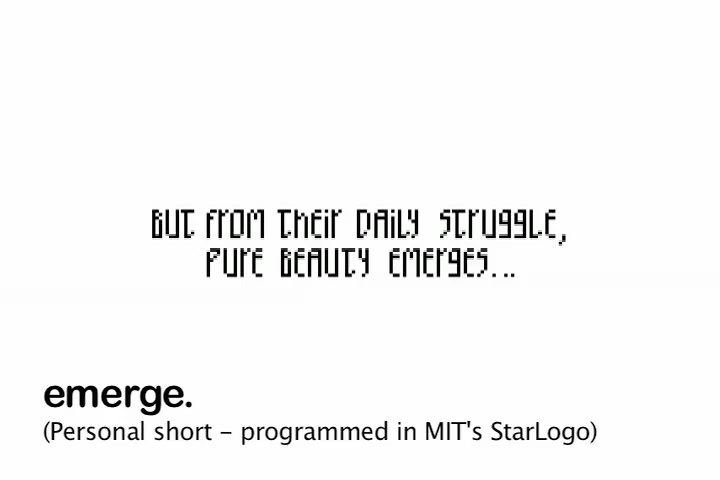 BUT frOM thEir DAiLY StrUGGLE,
PUrE BEAUTY EMErGES...
emerge.
(Personal short – programmed in MIT's StarLogo)